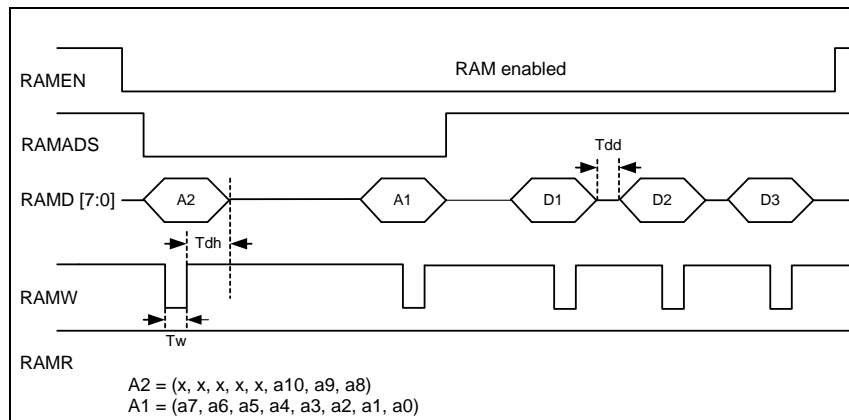 RAMEN
RAM enabled
RAMADS
Tdd
RAMD [7:0]
A2
A1
D1
D2
D3
Tdh
RAMW
Tw
RAMR
A2 = (x, x, x, x, x, a10, a9, a8)
A1 = (a7, a6, a5, a4, a3, a2, a1, a0)